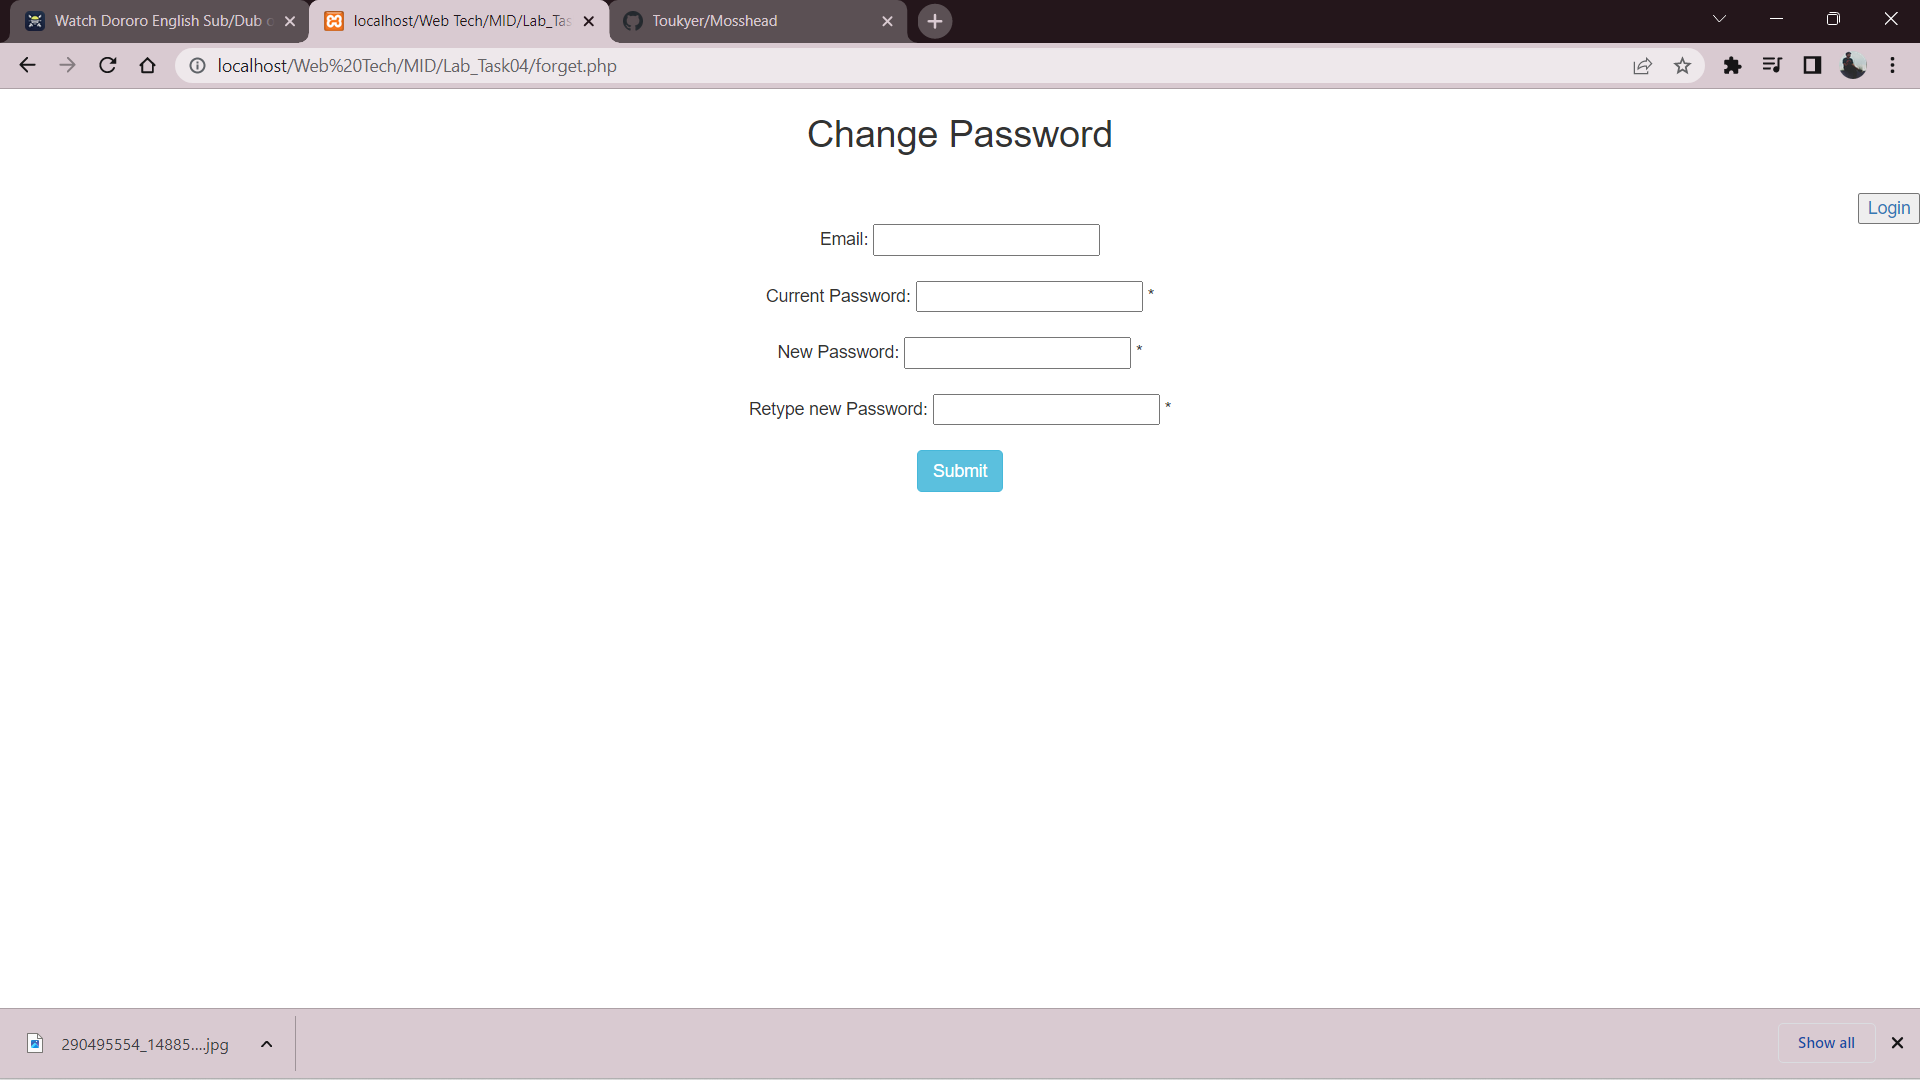 Watch Dororo English Sub/Dub
localhost/Web Tech/MID/Lab_Tas
Toukyer/Mosshead
localhost/Web%20Tech/MID/Lab_Task04/forget.php
Change Password
Login
Email:
Current Password: *
New Password: *
Retype new Password: *
Submit
290495554_14885....jpg
Show all